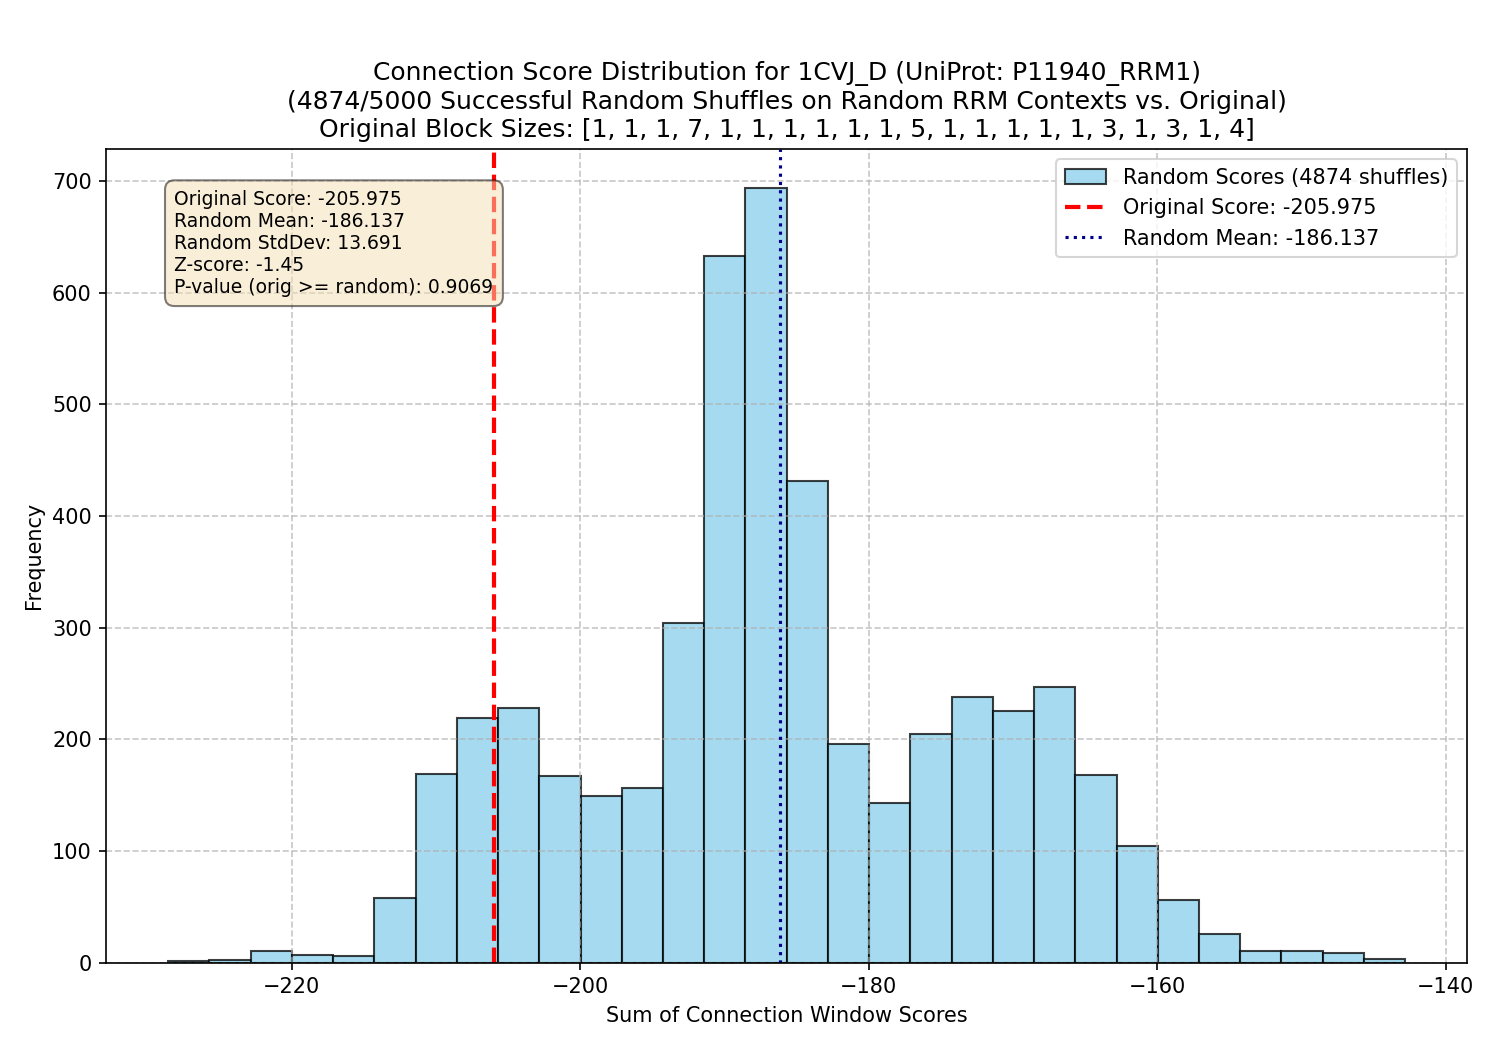 Connection Score Distribution for 1CVJ_D (UniProt: P11940_RRM1)
(4874/5000 Successful Random Shuffles on Random RRM Contexts vs. Original)
Original Block Sizes: [1, 1, 1, 7, 1, 1, 1, 1, 1, 1, 5, 1, 1, 1, 1, 1, 3, 1, 3, 1, 4]
Original Score: -205.975
Random Mean: -186.137
Random StdDev: 13.691
Z-score: -1.45
P-value (orig >= random): 0.9069
Random Scores (4874 shuffles)
Original Score: -205.975
Random Mean: -186.137
Frequency
700
600
500
400
300
200
100
0
−220
−200
−180
−160
−140
Sum of Connection Window Scores